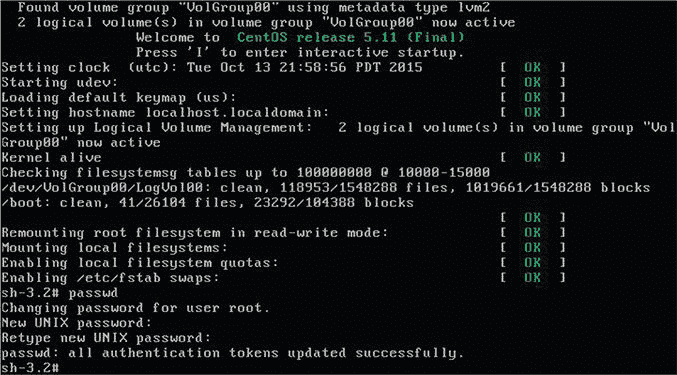 Found volume group "VolGroup00" using metadata type lvm2
2 logical volume(s) in volume group "VolGroup00" now active
Welcome to CentOS release 5.11 (Final)
Press 'I' to enter interactive startup.
Setting clock (utc): Tue Oct 13 21:58:56 PDT 2015 [ OK ]
Starting udev: [ OK ]
Loading default keymap (us): [ OK ]
Setting hostname localhost.localdomain: [ OK ]
Setting up Logical Volume Management: 2 logical volume(s) in volume group "Vol
Group00" now active
Kernel alive [ OK ]
Checking filesystemsg tables up to 100000000 @ 10000-15000
/dev/VolGroup00/LogVol00: clean, 118953/1548288 files, 1019661/1548288 blocks
/boot: clean, 41/26104 files, 23292/104388 blocks
[ OK ]
Remounting root filesystem in read-write mode: [ OK ]
Mounting local filesystems: [ OK ]
Enabling local filesystem quotas: [ OK ]
Enabling /etc/fstab swaps: [ OK ]
sh-3.2# passwd
Changing password for user root.
New UNIX password:
Retype new UNIX password:
passwd: all authentication tokens updated successfully.
sh-3.2#